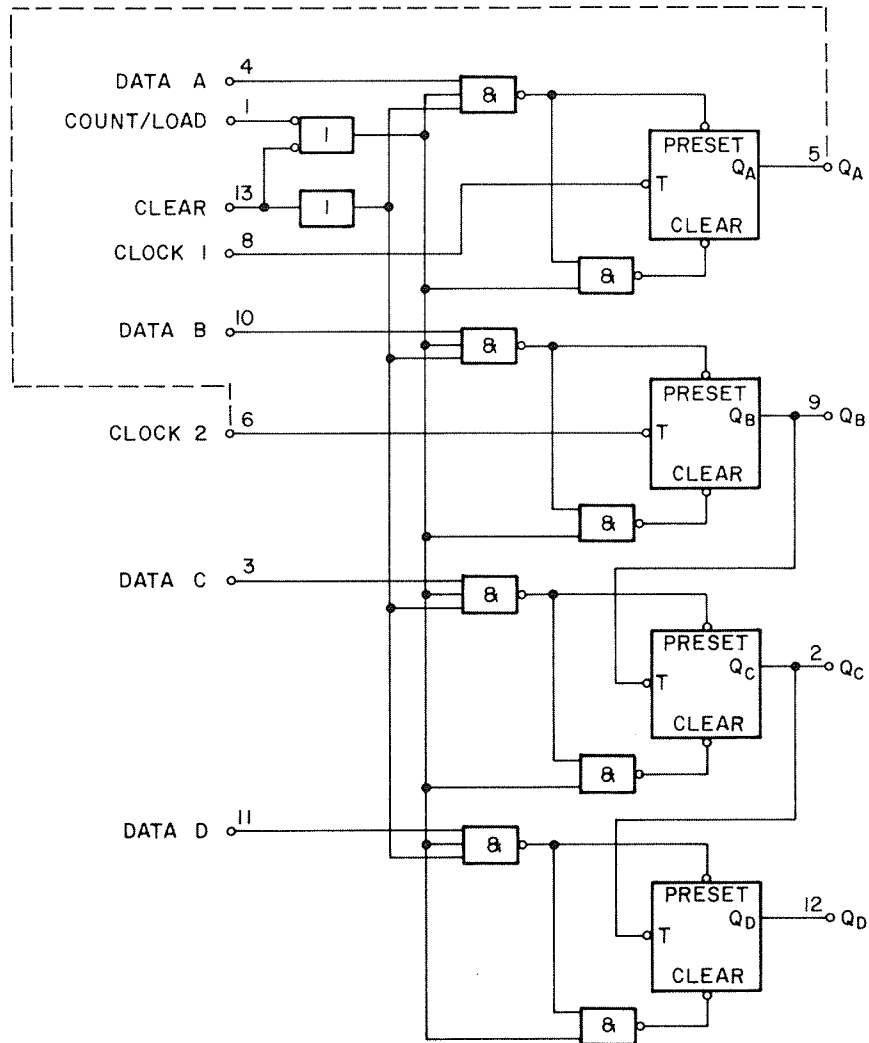 4
DATA A
&
COUNT/LOAD
1
1
PRESET
QA
5
QA
T
CLEAR
CLEAR
13
1
CLOCK 1
8
&
DATA B
10
&
PRESET
QB
9
QB
CLOCK 2
6
T
CLEAR
&
DATA C
3
&
PRESET
QC
2
QC
T
CLEAR
&
DATA D
11
&
PRESET
QD
12
QD
T
CLEAR
&